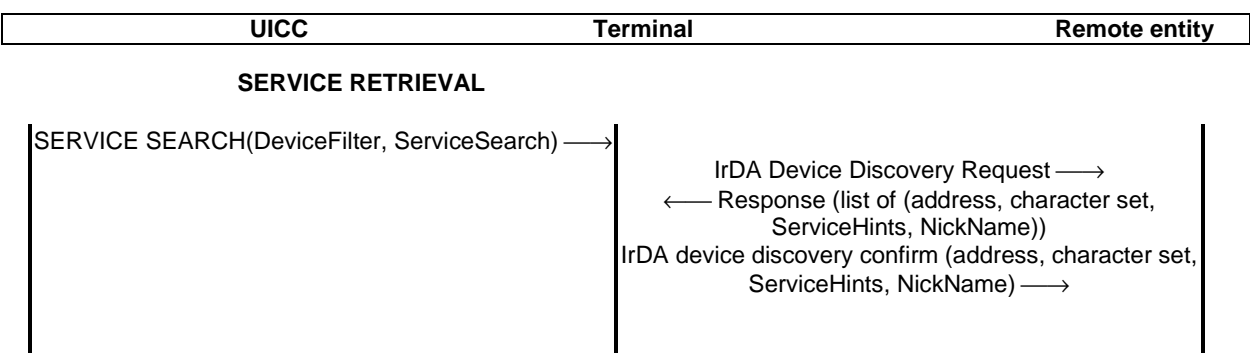 UICC Terminal Remote entity
SERVICE RETRIEVAL
SERVICE SEARCH(DeviceFilter, ServiceSearch) ⟶
IrDA Device Discovery Request ⟶
⟵ Response (list of (address, character set,
ServiceHints, NickName))
IrDA device discovery confirm (address, character set,
ServiceHints, NickName) ⟶